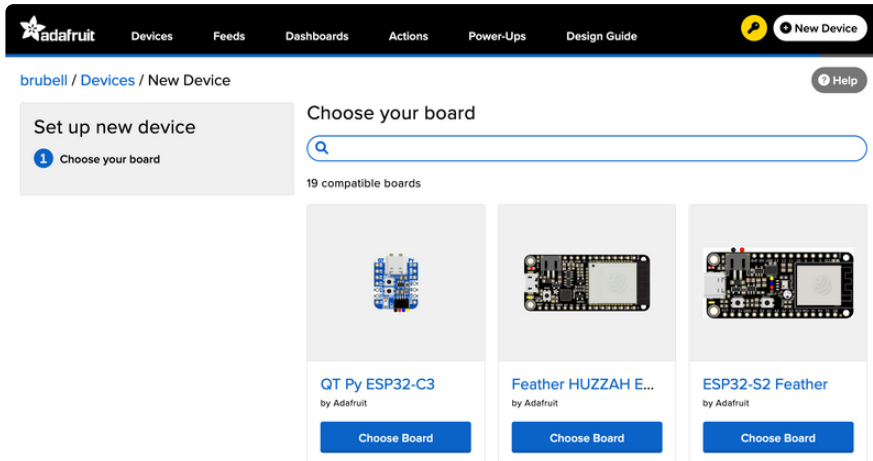 adafruit Devices Feeds Dashboards Actions Power-Ups Design Guide New Device
brubell / Devices / New Device
Help
Set up new device
1 Choose your board
Choose your board
19 compatible boards
QT Py ESP32-C3
by Adafruit
Choose Board
Feather HUZZAH E...
by Adafruit
Choose Board
ESP32-S2 Feather
by Adafruit
Choose Board